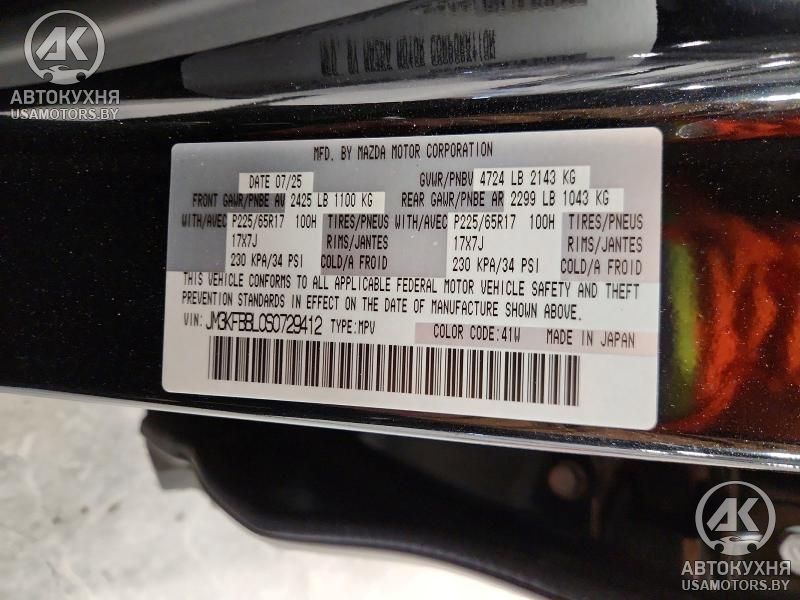 AK
АВТОКУХНЯ
USAMOTORS.BY
MFD. BY MAZDA MOTOR CORPORATION
DATE 07/25 GVWR/PNBV 4724 LB 2143 KG
FRONT GAWR/PNBE AV 2425 LB 1100 KG REAR GAWR/PNBE AR 2299 LB 1043 KG
WITH/AVEC P225/65R17 100H TIRES/PNEUS WITH/AVEC P225/65R17 100H TIRES/PNEUS
17X7J RIMS/JANTES 17X7J RIMS/JANTES
230 KPA/34 PSI COLD/A FROID 230 KPA/34 PSI COLD/A FROID
THIS VEHICLE CONFORMS TO ALL APPLICABLE FEDERAL MOTOR VEHICLE SAFETY AND THEFT
PREVENTION STANDARDS IN EFFECT ON THE DATE OF MANUFACTURE SHOWN ABOVE.
VIN: JM3KFBBL0S0729412 TYPE:MPV COLOR CODE:41W MADE IN JAPAN
AK
АВТОКУХНЯ
USAMOTORS.BY